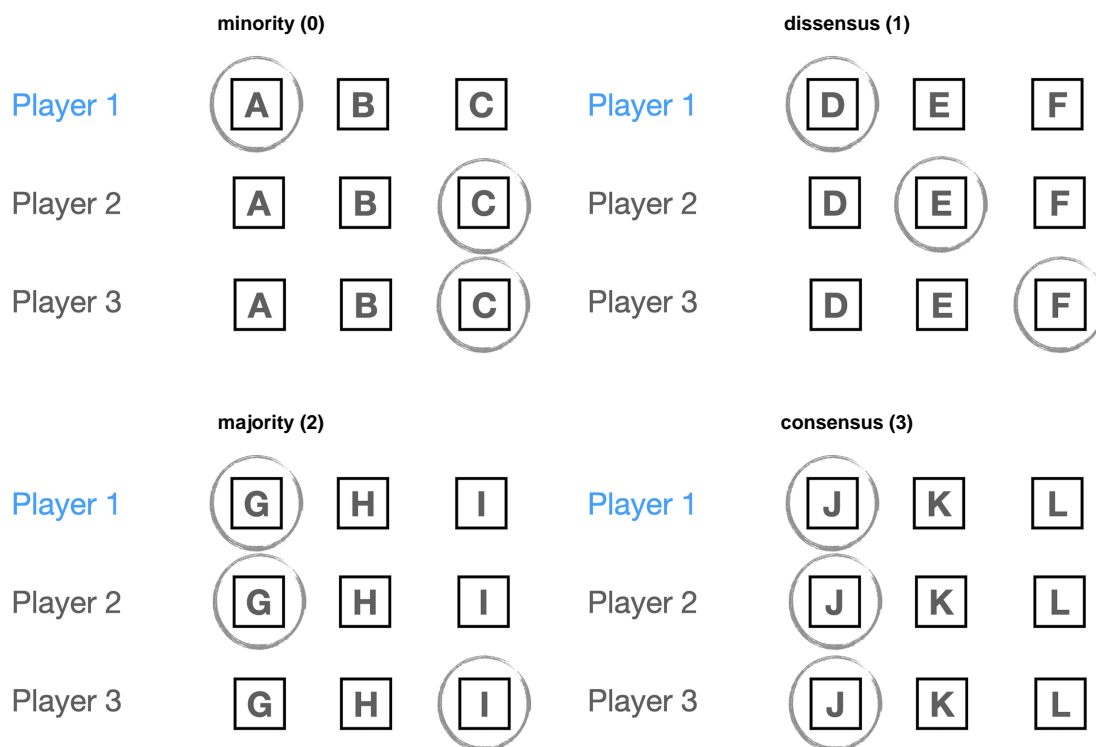 minority (0)
Player 1 A B C
Player 2 A B C
Player 3 A B C
dissensus (1)
Player 1 D E F
Player 2 D E F
Player 3 D E F
majority (2)
Player 1 G H I
Player 2 G H I
Player 3 G H I
consensus (3)
Player 1 J K L
Player 2 J K L
Player 3 J K L